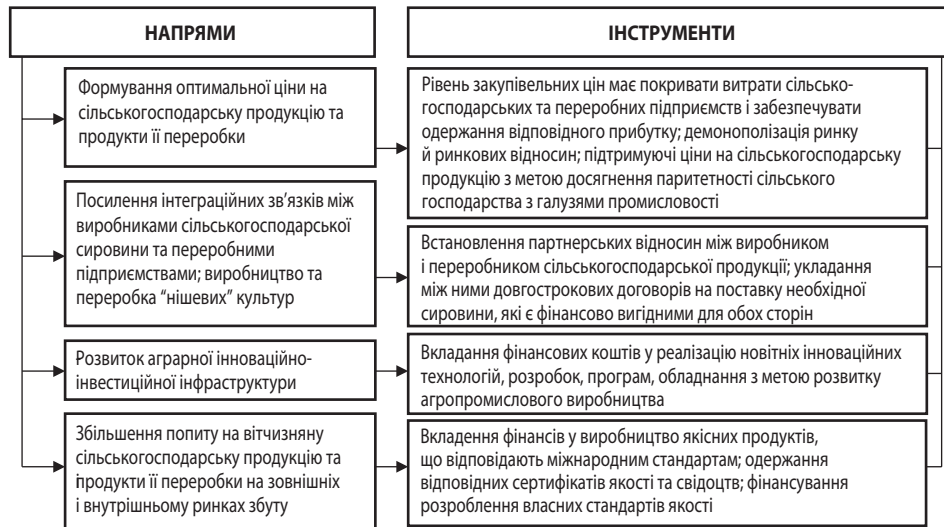 НАПРЯМИ
ІНСТРУМЕНТИ
Формування оптимальної ціни на
сільськогосподарську продукцію та
продукти її переробки
Рівень закупівельних цін має покривати витрати сільсько-
господарських та переробних підприємств і забезпечувати
одержання відповідного прибутку; демонополізація ринку
й ринкових відносин; підтримуючі ціни на сільськогосподарську
продукцію з метою досягнення паритетності сільського
господарства з галузями промисловості
Посилення інтеграційних зв’язків між
виробниками сільськогосподарської
сировини та переробними
підприємствами; виробництво та
переробка “нішевих” культур
Встановлення партнерських відносин між виробником
і переробником сільськогосподарської продукції; укладання
між ними довгострокових договорів на поставку необхідної
сировини, які є фінансово вигідними для обох сторін
Розвиток аграрної інноваційно-
інвестиційної інфраструктури
Вкладання фінансових коштів у реалізацію новітніх інноваційних
технологій, розробок, програм, обладнання з метою розвитку
агропромислового виробництва
Збільшення попиту на вітчизняну
сільськогосподарську продукцію та
продукти її переробки на зовнішніх
і внутрішньому ринках збуту
Вкладення фінансів у виробництво якісних продуктів,
що відповідають міжнародним стандартам; одержання
відповідних сертифікатів якості та свідоцтв; фінансування
розроблення власних стандартів якості